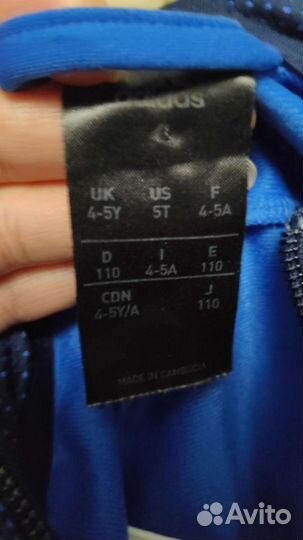 adidas
UK US F
4-5Y 5T 4-5A
D I E
110 4-5A 110
CDN J
4-5Y/A 110
MADE IN CAMBODIA
Avito